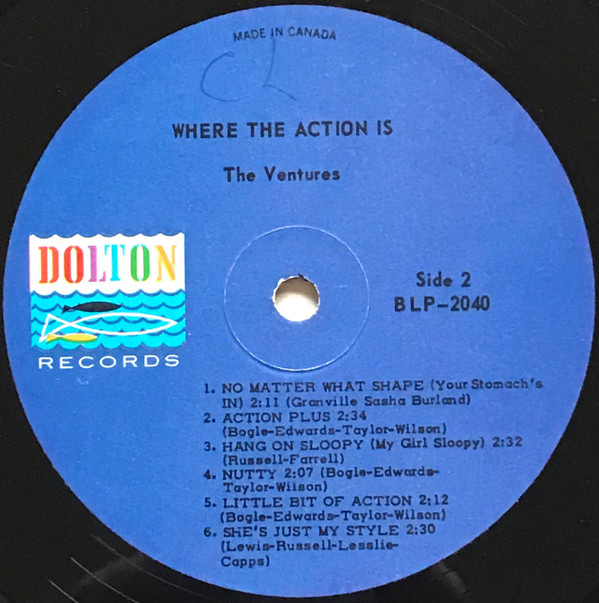 MADE IN CANADA
CL
WHERE THE ACTION IS
The Ventures
DOLTON
RECORDS
Side 2
BLP-2040
1. NO MATTER WHAT SHAPE (Your Stomach's
IN) 2:11 (Granville Sasha Burland)
2. ACTION PLUS 2:34
(Bogle-Edwards-Taylor-Wilson)
3. HANG ON SLOOPY (My Girl Sloopy) 2:32
(Russell-Farrell)
4. NUTTY 2:07 (Bogle-Edwards-
Taylor-Wilson)
5. LITTLE BIT OF ACTION 2:12
(Bogle-Edwards-Taylor-Wilson)
6. SHE'S JUST MY STYLE 2:30
(Lewis-Russell-Lesslie-
Capps)